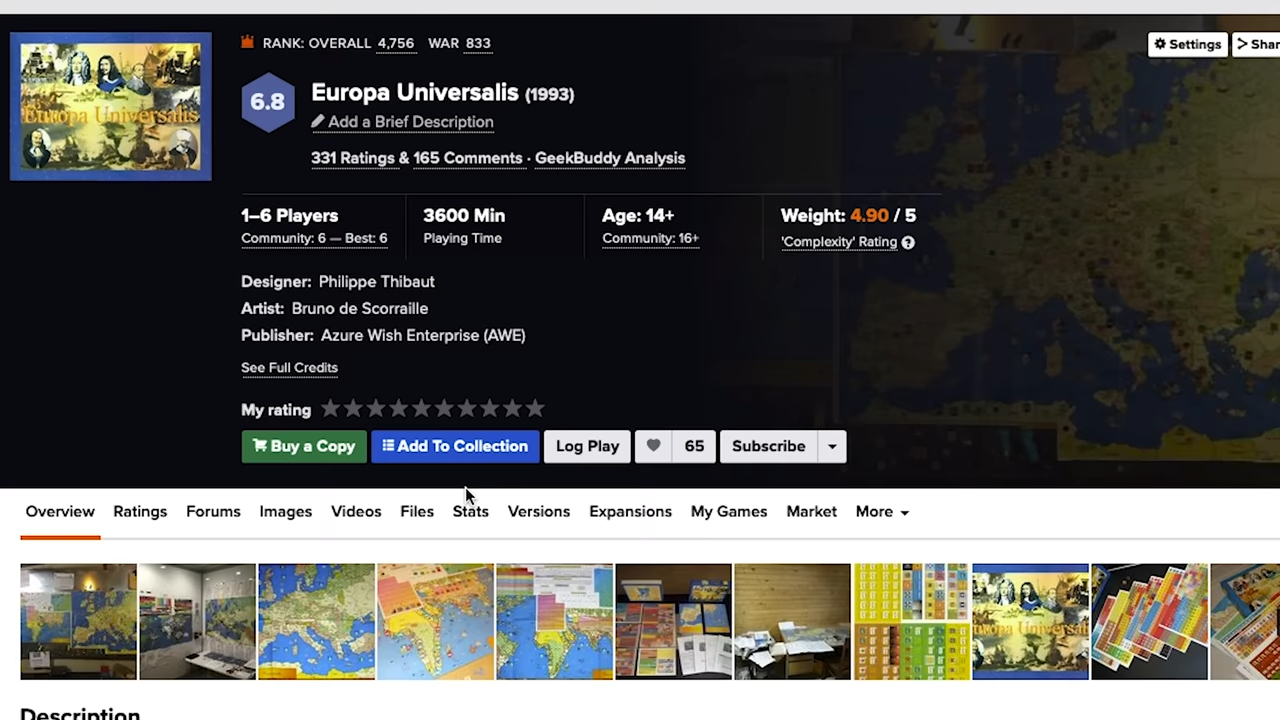 RANK: OVERALL 4,756 WAR 833
Settings
Shar
Europa Universalis
6.8
Europa Universalis (1993)
Add a Brief Description
331 Ratings & 165 Comments · GeekBuddy Analysis
1–6 Players
Community: 6 — Best: 6
3600 Min
Playing Time
Age: 14+
Community: 16+
Weight: 4.90 / 5
'Complexity' Rating ?
Designer: Philippe Thibaut
Artist: Bruno de Scorraille
Publisher: Azure Wish Enterprise (AWE)
See Full Credits
My rating
Buy a Copy Add To Collection Log Play 65 Subscribe
Overview Ratings Forums Images Videos Files Stats Versions Expansions My Games Market More
Description